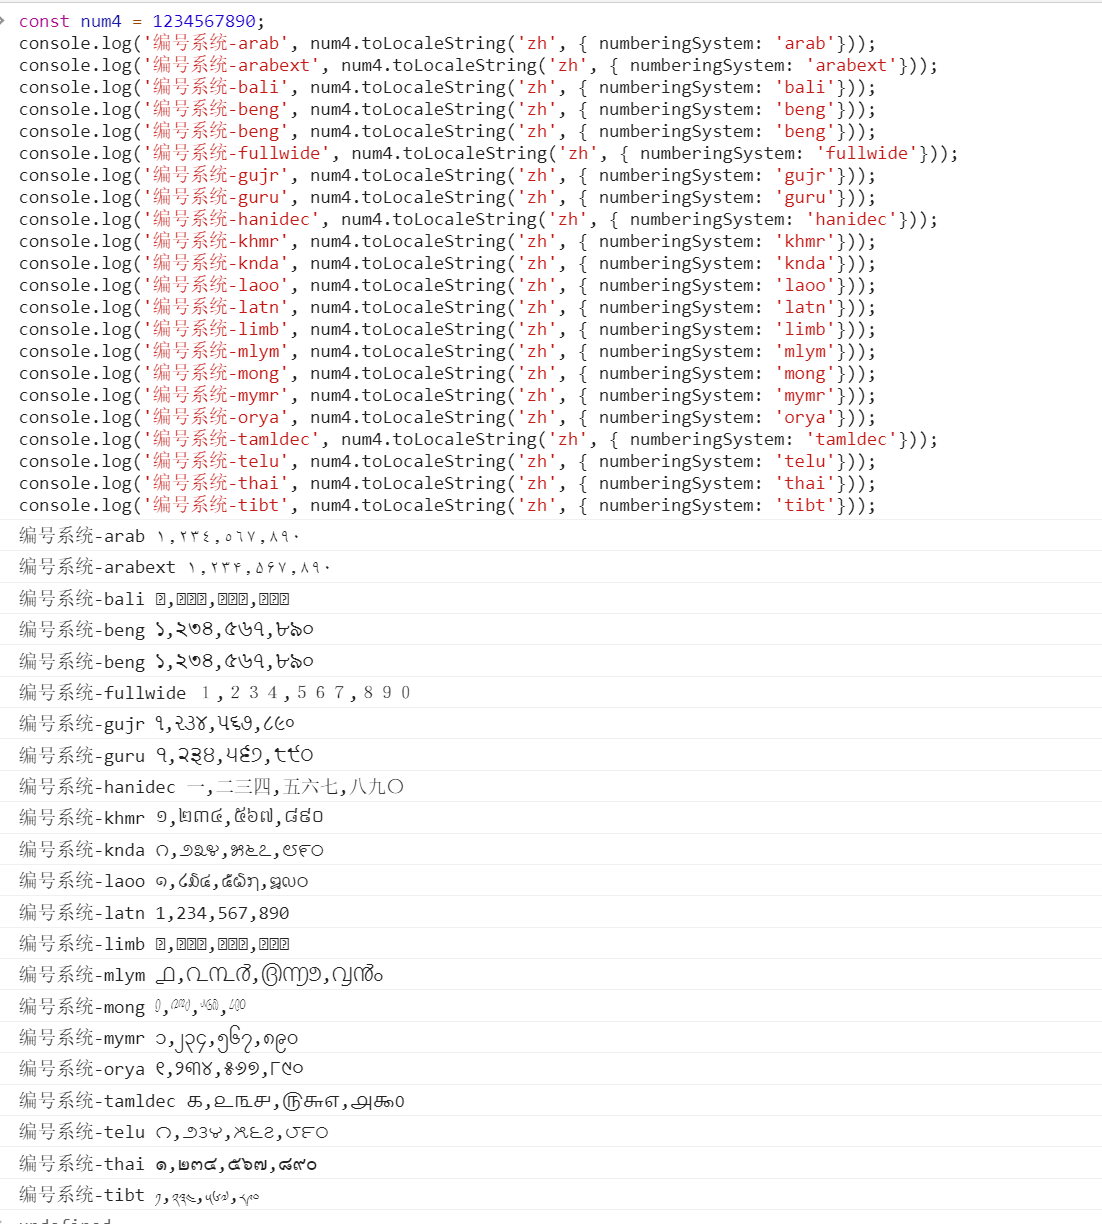 const num4 = 1234567890;
console.log('编号系统-arab', num4.toLocaleString('zh', { numberingSystem: 'arab'}));
console.log('编号系统-arabext', num4.toLocaleString('zh', { numberingSystem: 'arabext'}));
console.log('编号系统-bali', num4.toLocaleString('zh', { numberingSystem: 'bali'}));
console.log('编号系统-beng', num4.toLocaleString('zh', { numberingSystem: 'beng'}));
console.log('编号系统-beng', num4.toLocaleString('zh', { numberingSystem: 'beng'}));
console.log('编号系统-fullwide', num4.toLocaleString('zh', { numberingSystem: 'fullwide'}));
console.log('编号系统-gujr', num4.toLocaleString('zh', { numberingSystem: 'gujr'}));
console.log('编号系统-guru', num4.toLocaleString('zh', { numberingSystem: 'guru'}));
console.log('编号系统-hanidec', num4.toLocaleString('zh', { numberingSystem: 'hanidec'}));
console.log('编号系统-khmr', num4.toLocaleString('zh', { numberingSystem: 'khmr'}));
console.log('编号系统-knda', num4.toLocaleString('zh', { numberingSystem: 'knda'}));
console.log('编号系统-laoo', num4.toLocaleString('zh', { numberingSystem: 'laoo'}));
console.log('编号系统-latn', num4.toLocaleString('zh', { numberingSystem: 'latn'}));
console.log('编号系统-limb', num4.toLocaleString('zh', { numberingSystem: 'limb'}));
console.log('编号系统-mlym', num4.toLocaleString('zh', { numberingSystem: 'mlym'}));
console.log('编号系统-mong', num4.toLocaleString('zh', { numberingSystem: 'mong'}));
console.log('编号系统-mymr', num4.toLocaleString('zh', { numberingSystem: 'mymr'}));
console.log('编号系统-orya', num4.toLocaleString('zh', { numberingSystem: 'orya'}));
console.log('编号系统-tamldec', num4.toLocaleString('zh', { numberingSystem: 'tamldec'}));
console.log('编号系统-telu', num4.toLocaleString('zh', { numberingSystem: 'telu'}));
console.log('编号系统-thai', num4.toLocaleString('zh', { numberingSystem: 'thai'}));
console.log('编号系统-tibt', num4.toLocaleString('zh', { numberingSystem: 'tibt'}));
编号系统-arab ١,٢٣٤,٥٦٧,٨٩٠
编号系统-arabext ۱,۲۳۴,۵۶۷,۸۹۰
编号系统-bali
编号系统-beng ১,২৩৪,৫৬৭,৮৯০
编号系统-beng ১,২৩৪,৫৬৭,৮৯০
编号系统-fullwide １,２３４,５６７,８９０
编号系统-gujr ૧,૨૩૪,૫૬૭,૮૯૦
编号系统-guru ੧,੨੩੪,੫੬੭,੮੯੦
编号系统-hanidec 一,二三四,五六七,八九〇
编号系统-khmr ១,២៣៤,៥៦៧,៨៩០
编号系统-knda ೧,೨೩೪,೫೬೭,೮೯೦
编号系统-laoo ໑,໒໓໔,໕໖໗,໘໙໐
编号系统-latn 1,234,567,890
编号系统-limb
编号系统-mlym ൧,൨൩൪,൫൬൭,൮൯൦
编号系统-mong ᠑,᠒᠓᠔,᠕᠖᠗,᠘᠙᠐
编号系统-mymr ၁,၂၃၄,၅၆၇,၈၉၀
编号系统-orya ୧,୨୩୪,୫୬୭,୮୯୦
编号系统-tamldec ௧,௨௩௪,௫௬௭,௮௯௦
编号系统-telu ౧,౨౩౪,౫౬౭,౮౯౦
编号系统-thai ๑,๒๓๔,๕๖๗,๘๙๐
编号系统-tibt ༡,༢༣༤,༥༦༧,༨༩༠
undefined